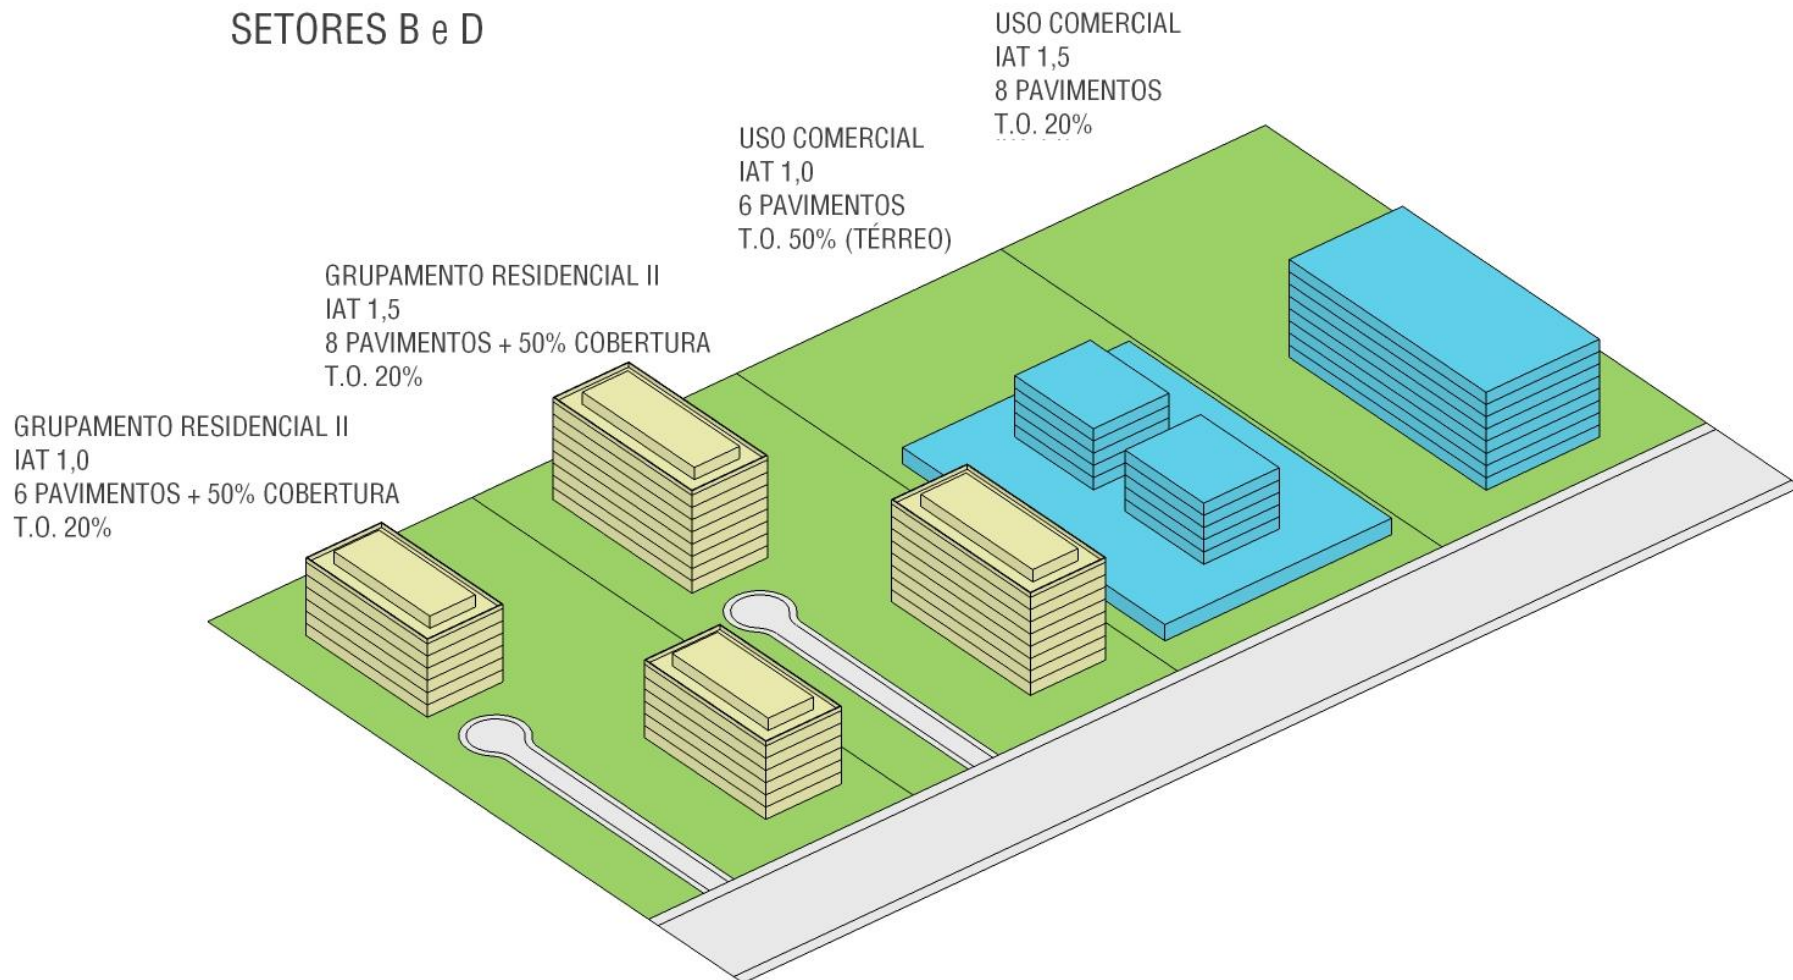 SETORES B e D
USO COMERCIAL
IAT 1,5
8 PAVIMENTOS
T.O. 20%
USO COMERCIAL
IAT 1,0
6 PAVIMENTOS
T.O. 50% (TÉRREO)
GRUPAMENTO RESIDENCIAL II
IAT 1,5
8 PAVIMENTOS + 50% COBERTURA
T.O. 20%
GRUPAMENTO RESIDENCIAL II
IAT 1,0
6 PAVIMENTOS + 50% COBERTURA
T.O. 20%